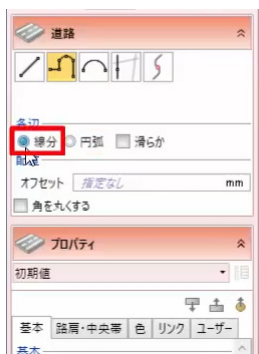 道路
各辺
線分 円弧 滑らか
配置
オフセット 指定なし mm
角を丸くする
プロパティ
初期値
基本 路肩・中央帯 色 リンク ユーザー
基本